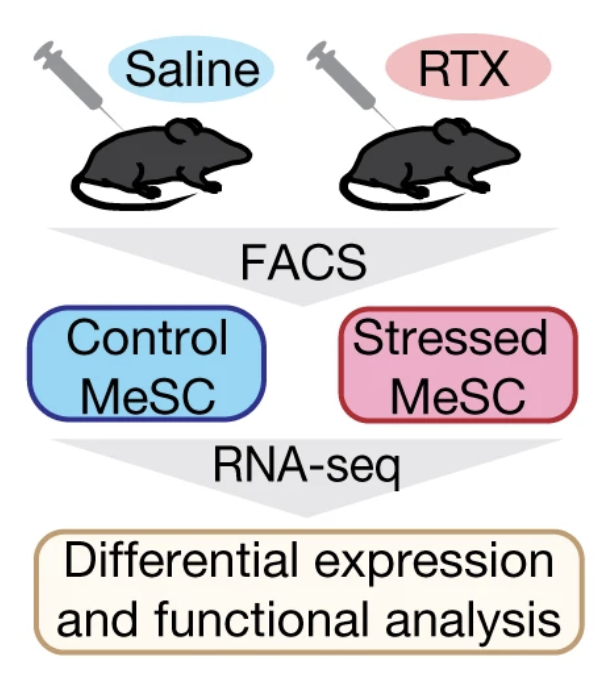 Saline
RTX
FACS
Control
MeSC
Stressed
MeSC
RNA-seq
Differential expression
and functional analysis